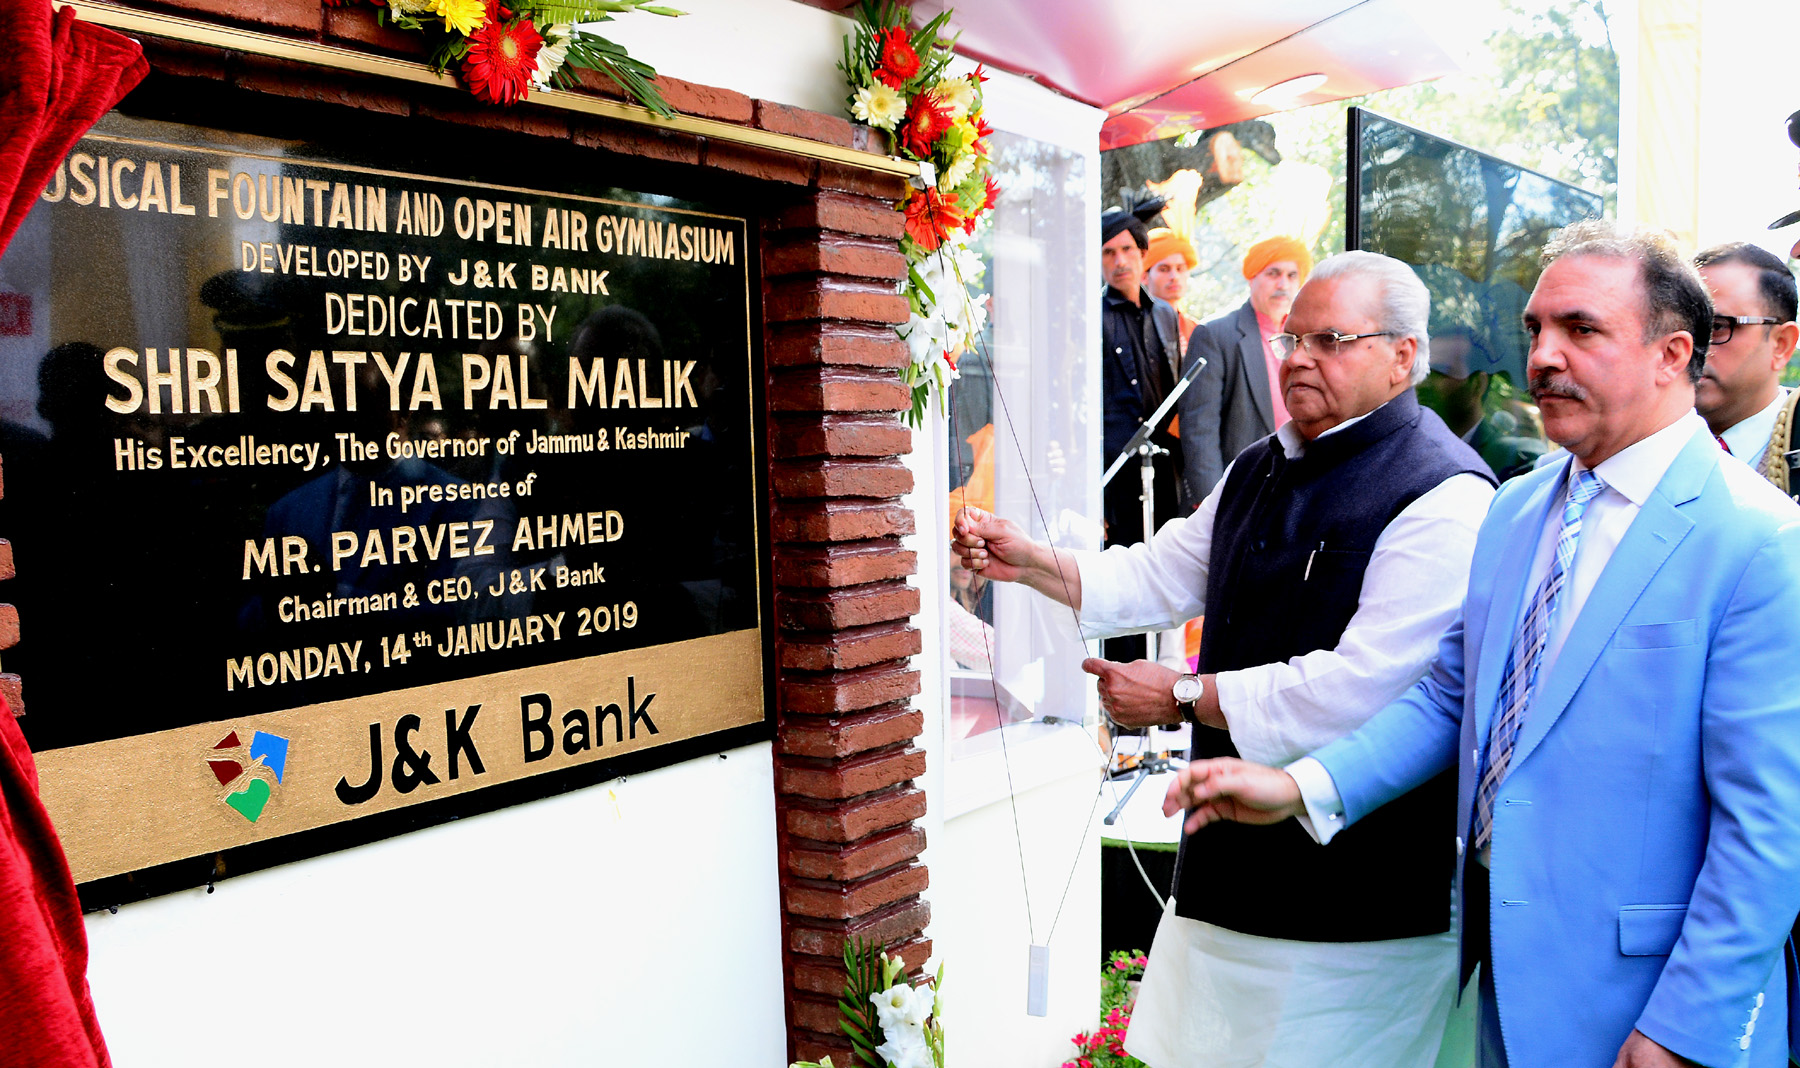 USICAL FOUNTAIN AND OPEN AIR GYMNASIUM
DEVELOPED BY J&K BANK
DEDICATED BY
SHRI SATYA PAL MALIK
His Excellency, The Governor of Jammu & Kashmir
In presence of
MR. PARVEZ AHMED
Chairman & CEO, J&K Bank
MONDAY, 14th JANUARY 2019
J&K Bank